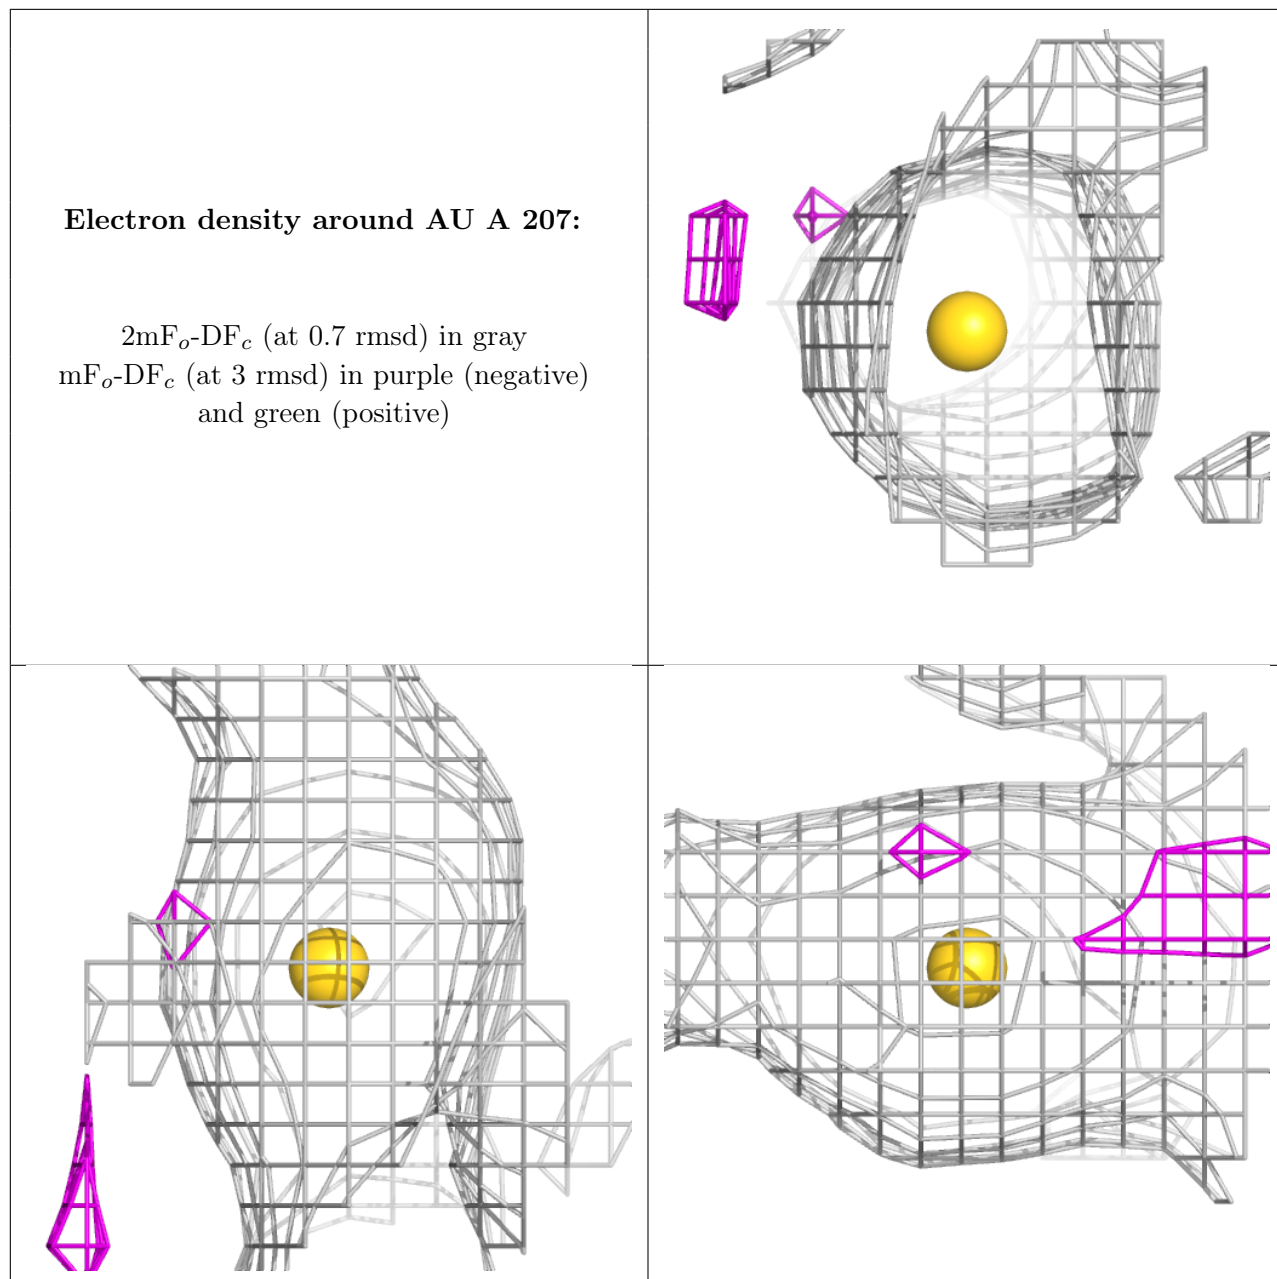 Electron density around AU A 207:
2mFo-DFc (at 0.7 rmsd) in gray
mFo-DFc (at 3 rmsd) in purple (negative)
and green (positive)